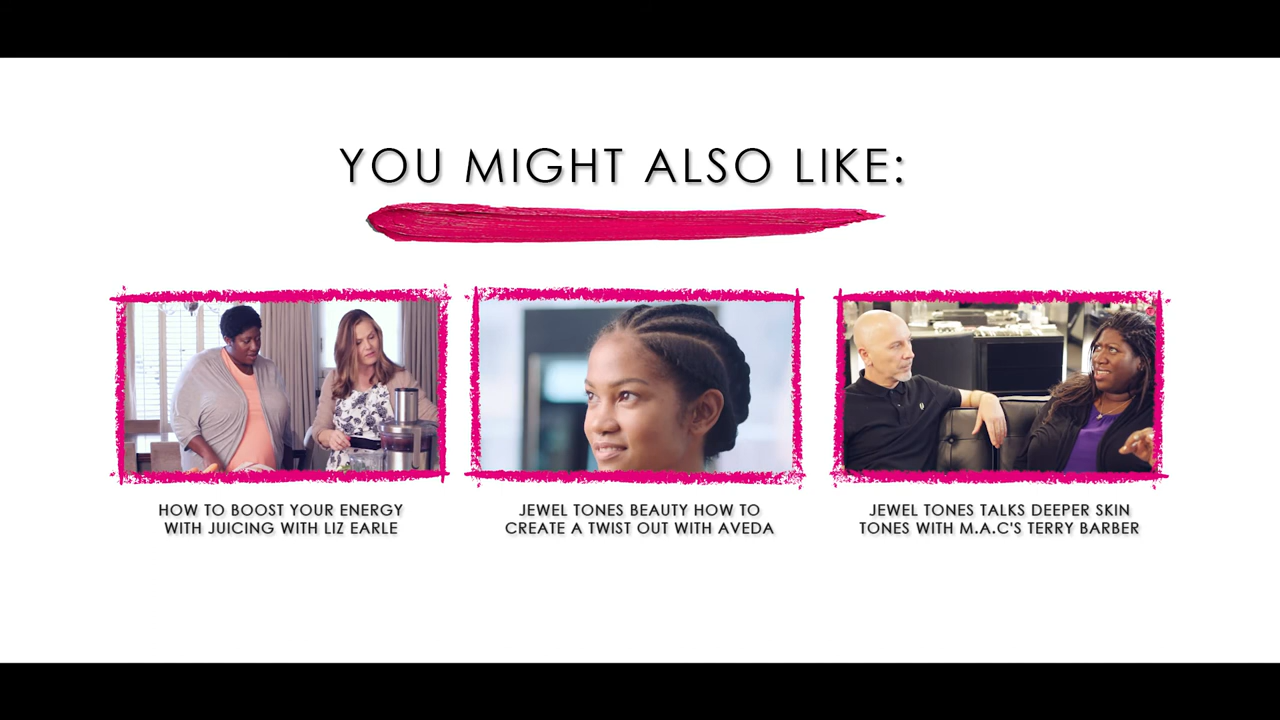 YOU MIGHT ALSO LIKE:
HOW TO BOOST YOUR ENERGY
WITH JUICING WITH LIZ EARLE
JEWEL TONES BEAUTY HOW TO
CREATE A TWIST OUT WITH AVEDA
JEWEL TONES TALKS DEEPER SKIN
TONES WITH M.A.C'S TERRY BARBER